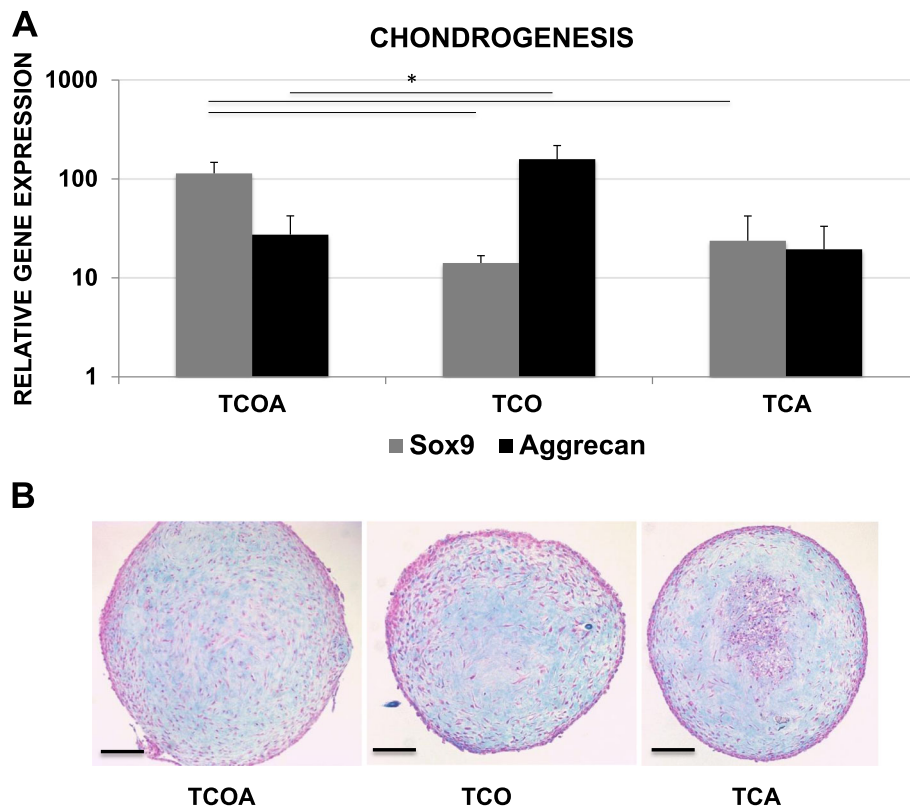 A
CHONDROGENESIS
RELATIVE GENE EXPRESSION
1000
*
100
10
1
TCOA TCO TCA
Sox9 Aggrecan
B
TCOA TCO TCA